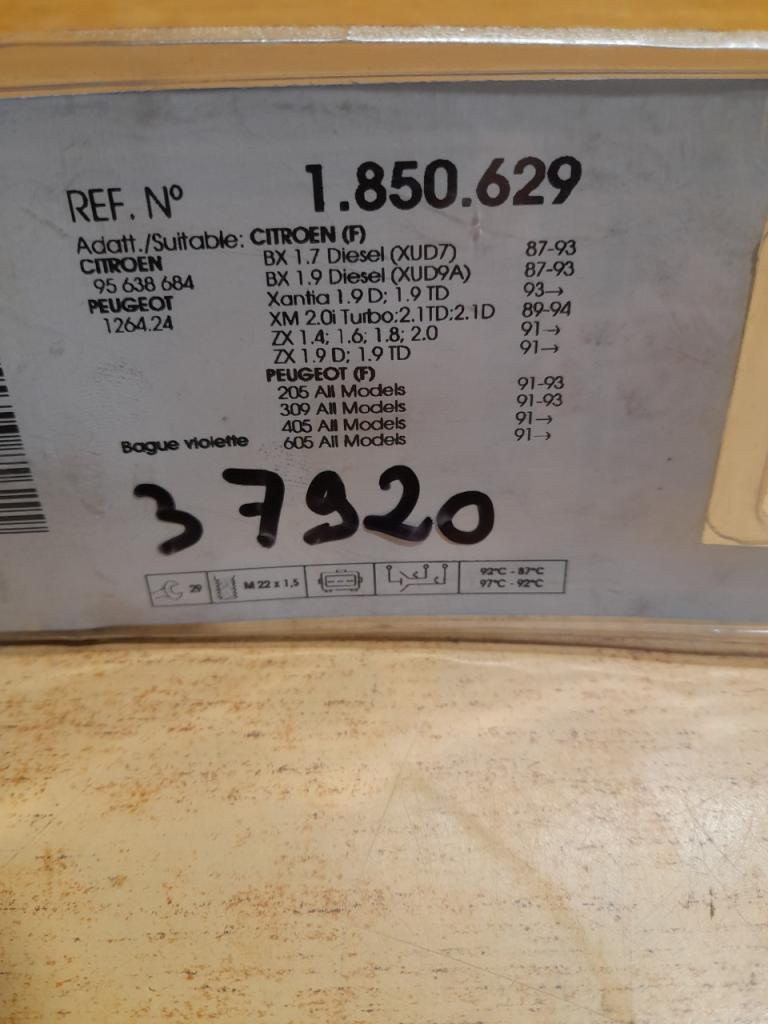 REF. Nº 1.850.629
Adatt./Suitable: CITROEN (F)
CITROEN BX 1.7 Diesel (XUD7) 87-93
95 638 684 BX 1.9 Diesel (XUD9A) 87-93
PEUGEOT Xantia 1.9 D; 1.9 TD 93→
1264.24 XM 2.0i Turbo;2.1TD;2.1D 89-94
ZX 1.4; 1.6; 1.8; 2.0 91→
ZX 1.9 D; 1.9 TD 91→
PEUGEOT (F)
205 All Models 91-93
309 All Models 91-93
405 All Models 91→
Bague violette 605 All Models 91→
37920
29 M 22 x 1,5 92°C - 87°C
97°C - 92°C